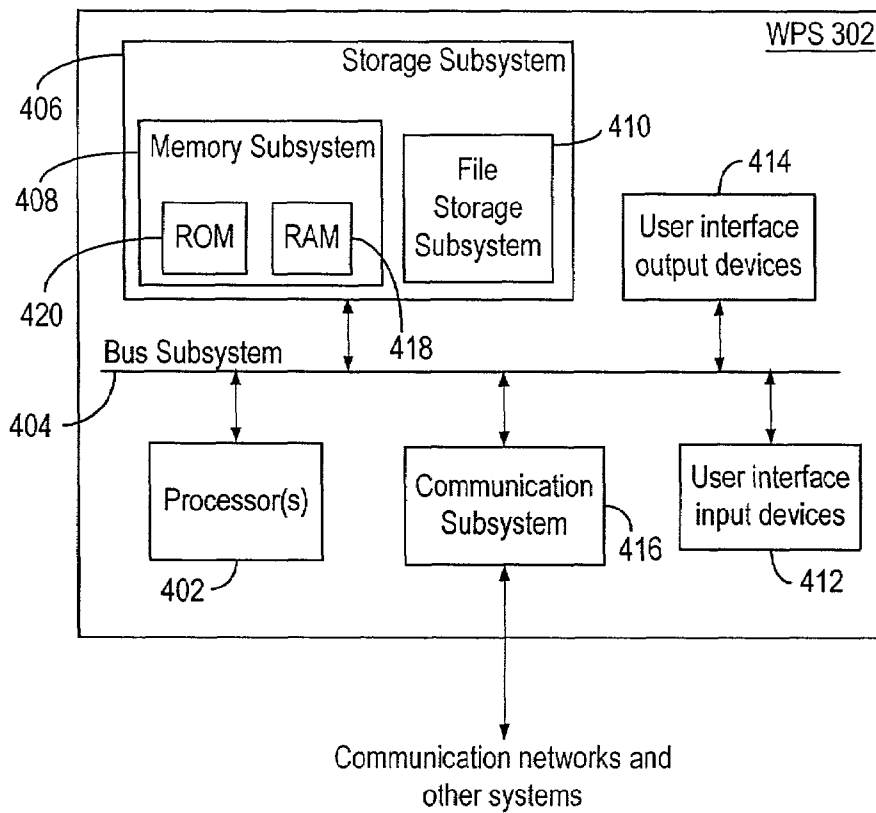 WPS 302
Storage Subsystem
406
410
Memory Subsystem
File
Storage
Subsystem
408
414
ROM
RAM
User interface
output devices
420
418
Bus Subsystem
404
Processor(s)
Communication
Subsystem
User interface
input devices
416
402
412
Communication networks and
other systems